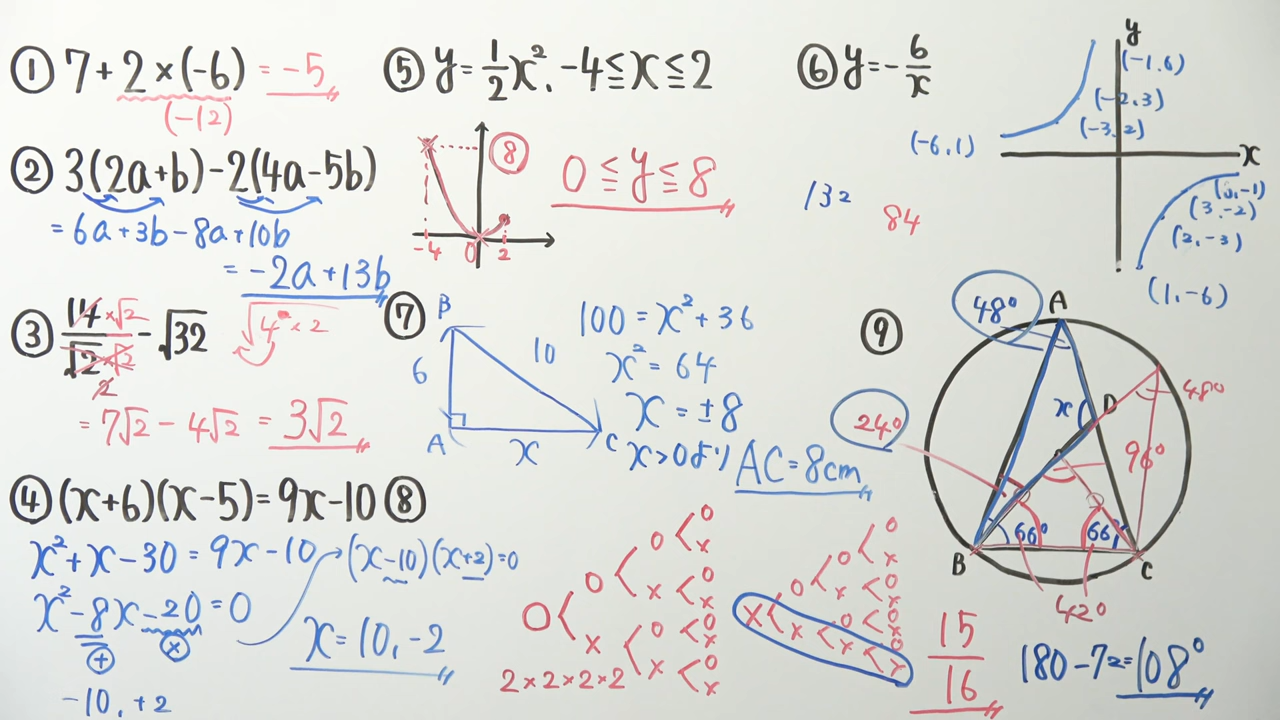 ① 7+2×(-6)=-5
(-12)
② 3(2a+b)-2(4a-5b)
=6a+3b-8a+10b
=-2a+13b
③ 14×√2/√2×√2-√32
2
√4²×2
=7√2-4√2=3√2
④ (x+6)(x-5)=9x-10
x²+x-30=9x-10
x²-8x-20=0
+ ×
-10,+2
(x-10)(x+2)=0
x=10,-2
⑤ y=1/2x².-4≦x≦2
8
-4 0 2
0≦y≦8
⑥ y=-6/x
y
x
(-1.6)
(-2.3)
(-3.2)
(-6,1)
(3,-2)
(2,-3)
(1,-6)
132
84
⑦
B
6
10
A
x
C
100=x²+36
x²=64
x=±8
x>0より AC=8cm
⑧
○ ○ ○ ○
×
× ○
×
× ○ ○
×
× ○
×
2×2×2×2
× ○ ○ ○
×
× ○
×
× ○ ○
×
× ○
×
15/16
⑨
48°
A
x
D
48°
24°
96°
66°
66°
B
C
42°
180-72=108°